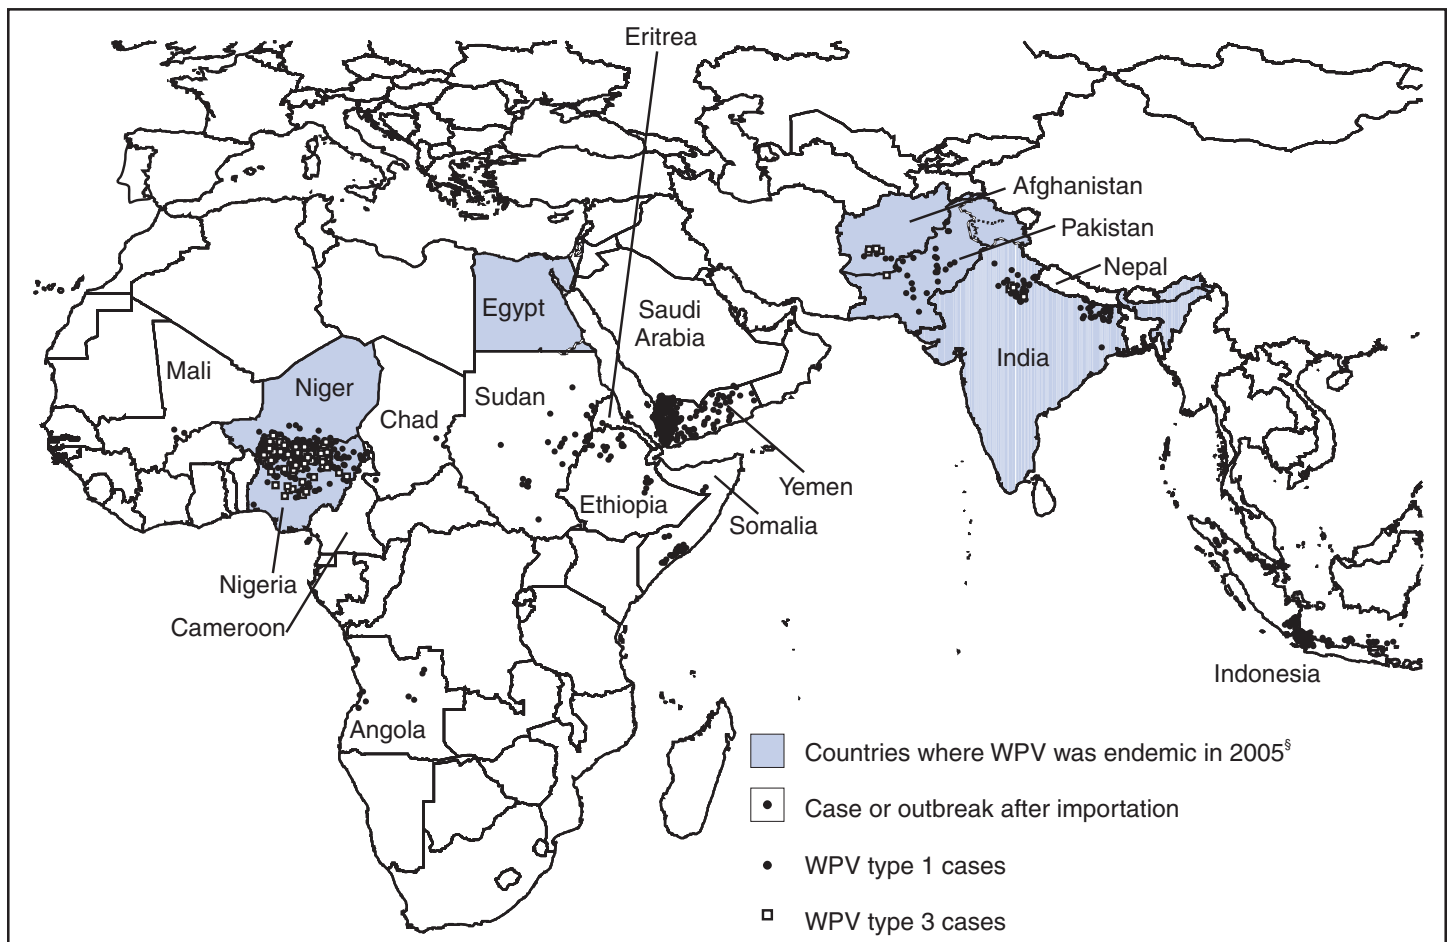 Eritrea
Afghanistan
Pakistan
Nepal
Egypt
Saudi
Arabia
India
Mali
Niger
Chad
Sudan
Yemen
Ethiopia
Somalia
Nigeria
Cameroon
Indonesia
Angola
Countries where WPV was endemic in 2005§
Case or outbreak after importation
WPV type 1 cases
WPV type 3 cases